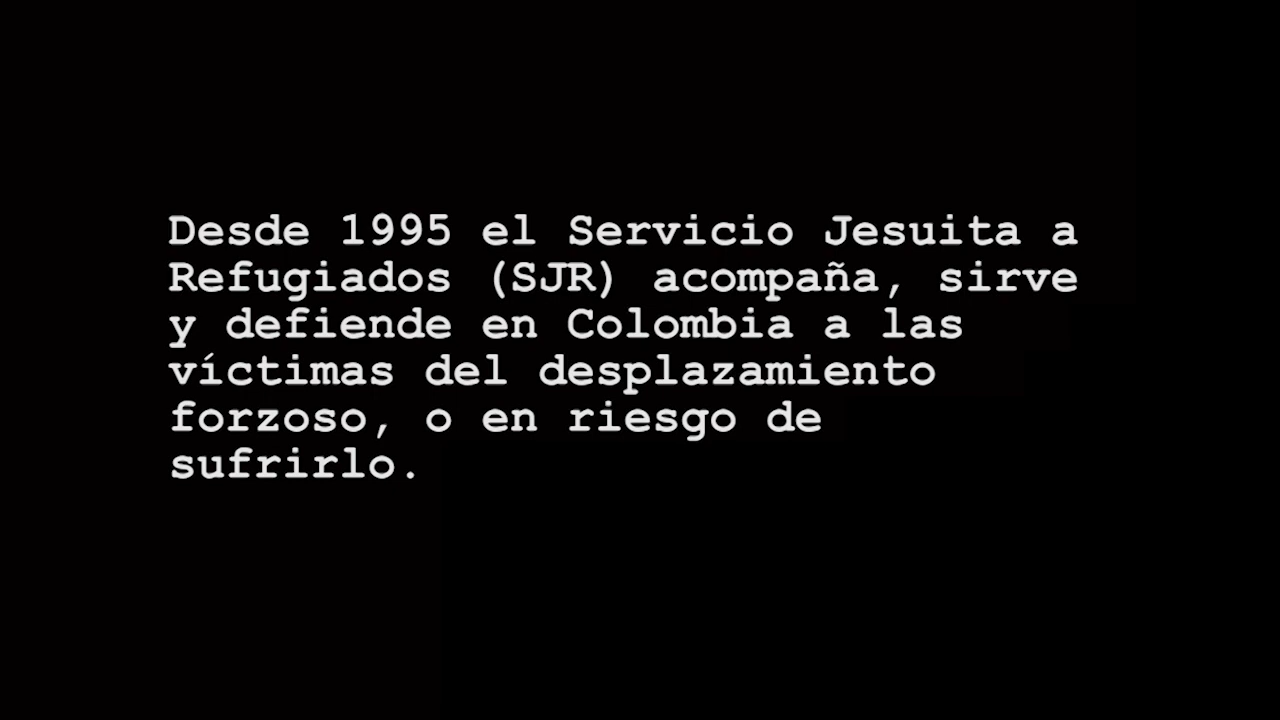 Desde 1995 el Servicio Jesuita a
Refugiados (SJR) acompaña, sirve
y defiende en Colombia a las
víctimas del desplazamiento
forzoso, o en riesgo de
sufrirlo.